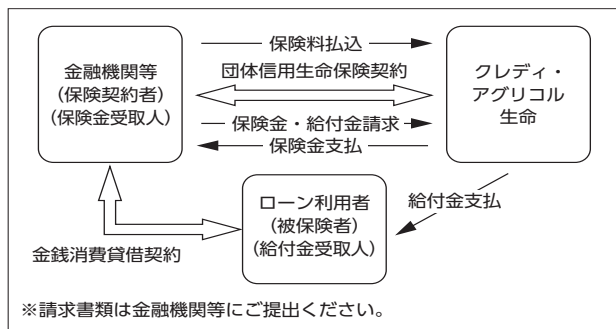 保険料払込
金融機関等
（保険契約者）
（保険金受取人）
団体信用生命保険契約
クレディ・
アグリコル
生命
保険金・給付金請求
保険金支払
ローン利用者
（被保険者）
（給付金受取人）
給付金支払
金銭消費貸借契約
※請求書類は金融機関等にご提出ください。